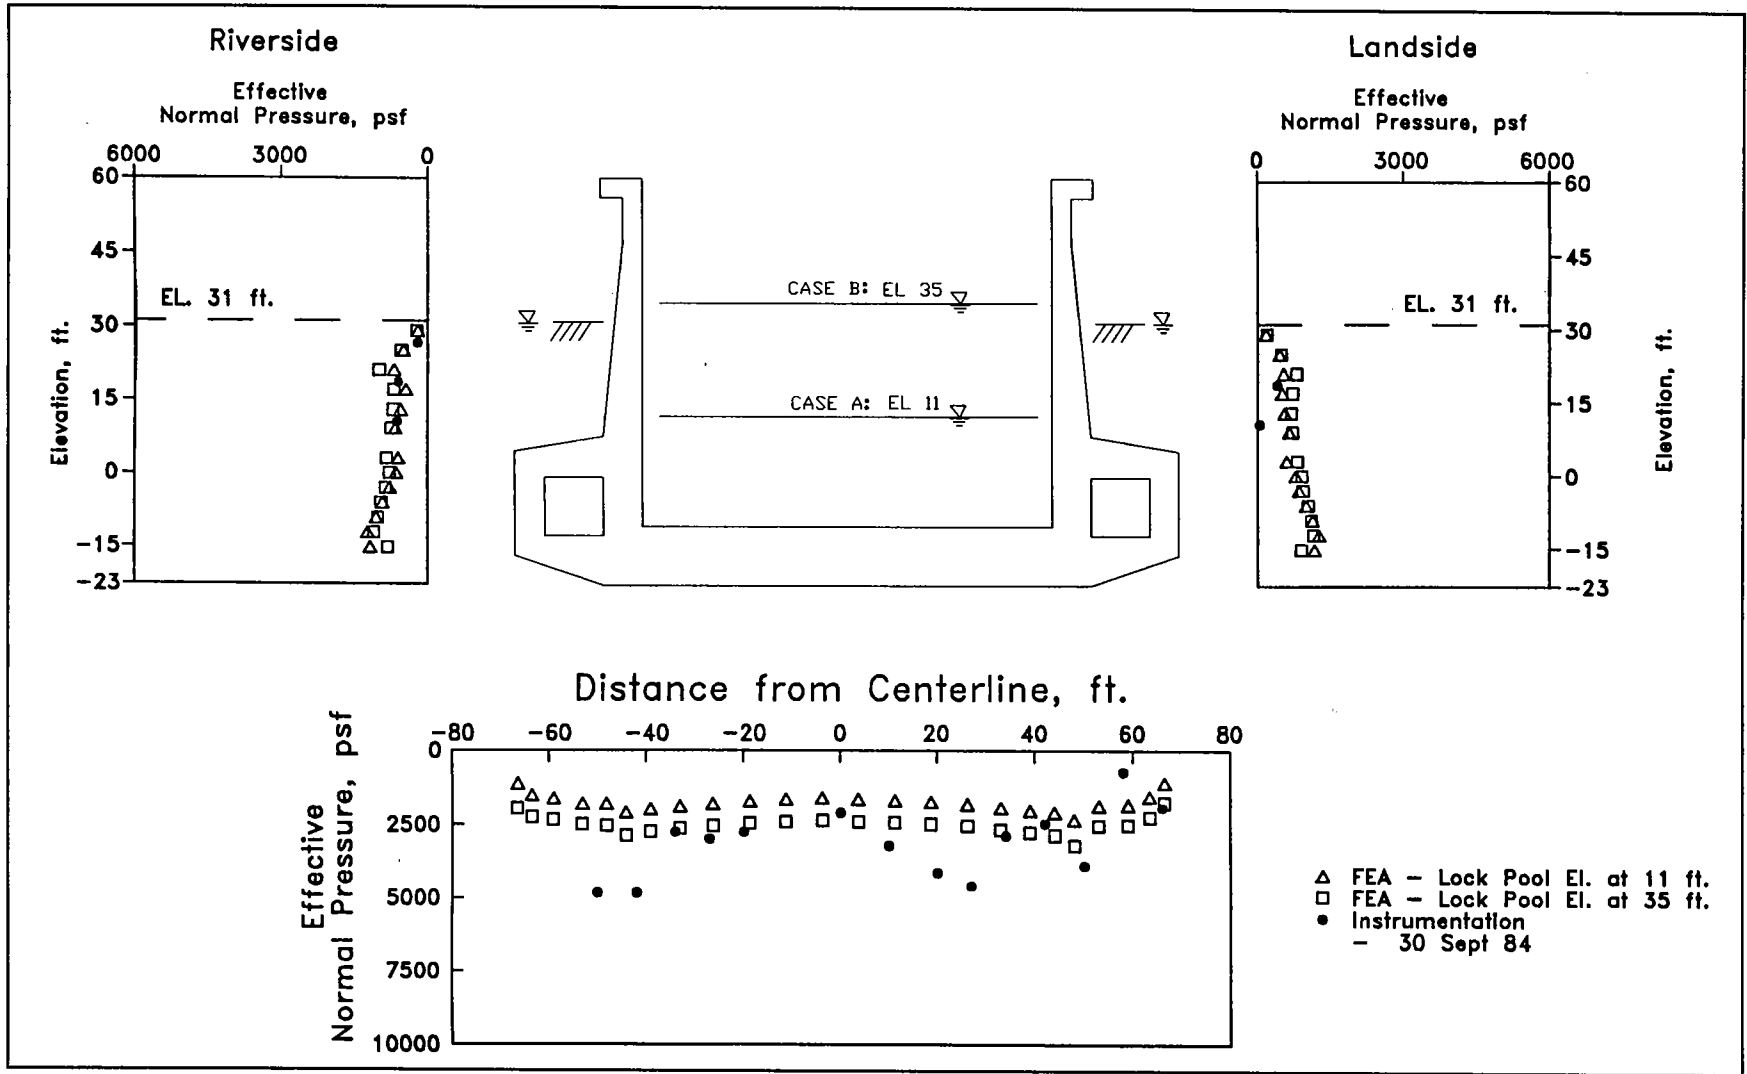 Riverside
Effective
Normal Pressure, psf
6000 3000 0
60
45
30
15
0
-15
-23
Elevation, ft.
EL. 31 ft.
CASE B: EL 35
CASE A: EL 11
Landside
Effective
Normal Pressure, psf
0 3000 6000
60
45
30
15
0
-15
-23
Elevation, ft.
EL. 31 ft.
Distance from Centerline, ft.
-80 -60 -40 -20 0 20 40 60 80
0
2500
5000
7500
10000
Effective
Normal Pressure, psf
FEA - Lock Pool El. at 11 ft.
FEA - Lock Pool El. at 35 ft.
Instrumentation
- 30 Sept 84